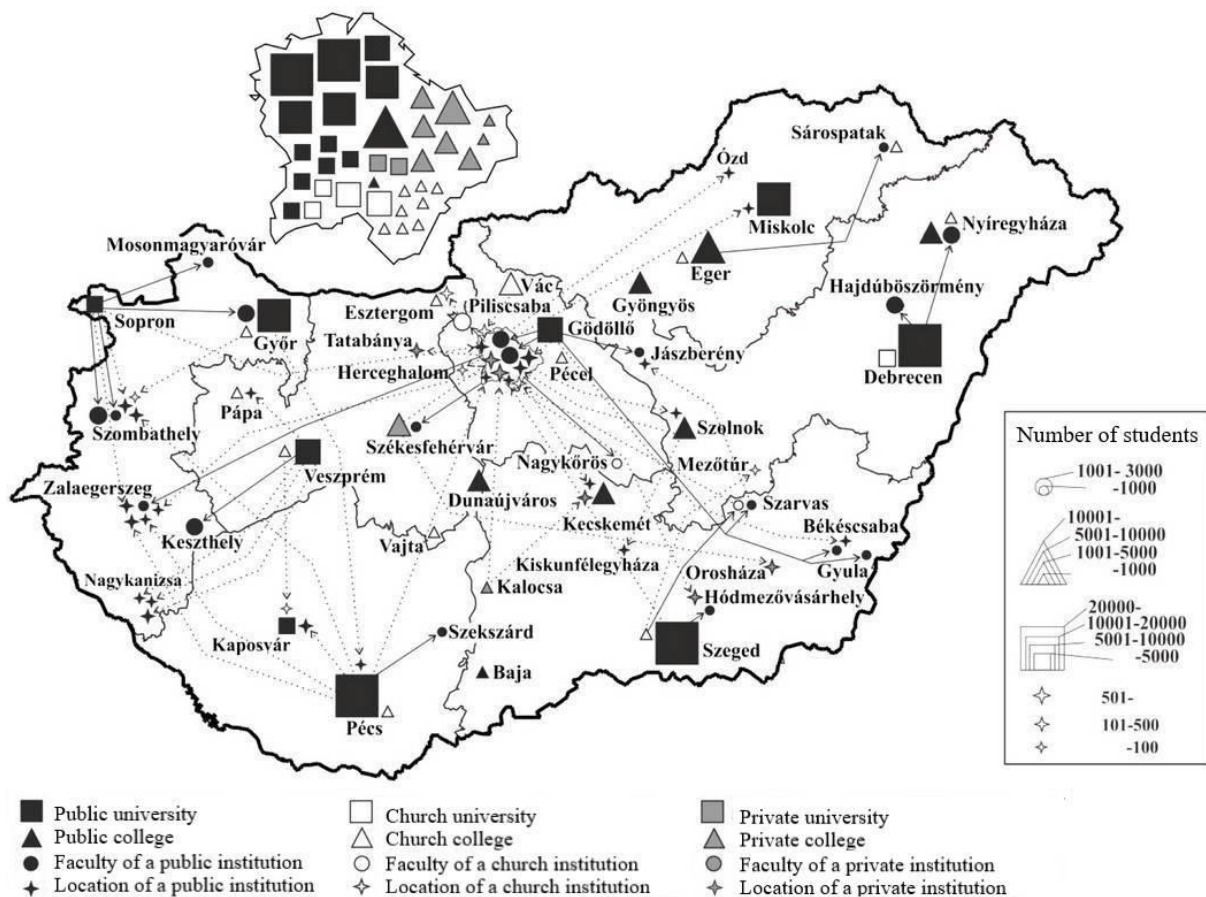 Sárospatak
Ózd
Miskolc
Nyíregyháza
Mosonmagyaróvár
Eger
Vác
Hajdúböszörmény
Esztergom
Piliscsaba
Gyöngyös
Sopron
Győr
Gödöllő
Tatabánya
Jászberény
Debrecen
Herceghalom
Pécel
Pápa
Szombathely
Székesfehérvár
Szolnok
Nagykőrös
Mezőtúr
Veszprém
Zalaegerszeg
Dunaújváros
Szarvas
Kecskemét
Békéscsaba
Keszthely
Vajta
Kiskunfélegyháza
Gyula
Orosháza
Nagykanizsa
Kalocsa
Hódmezővásárhely
Kaposvár
Szekszárd
Szeged
Baja
Pécs
Number of students
1001- 3000
-1000
10001-
5001-10000
1001-5000
-1000
20000-
10001-20000
5001-10000
-5000
501-
101-500
-100
Public university
Public college
Faculty of a public institution
Location of a public institution
Church university
Church college
Faculty of a church institution
Location of a church institution
Private university
Private college
Faculty of a private institution
Location of a private institution